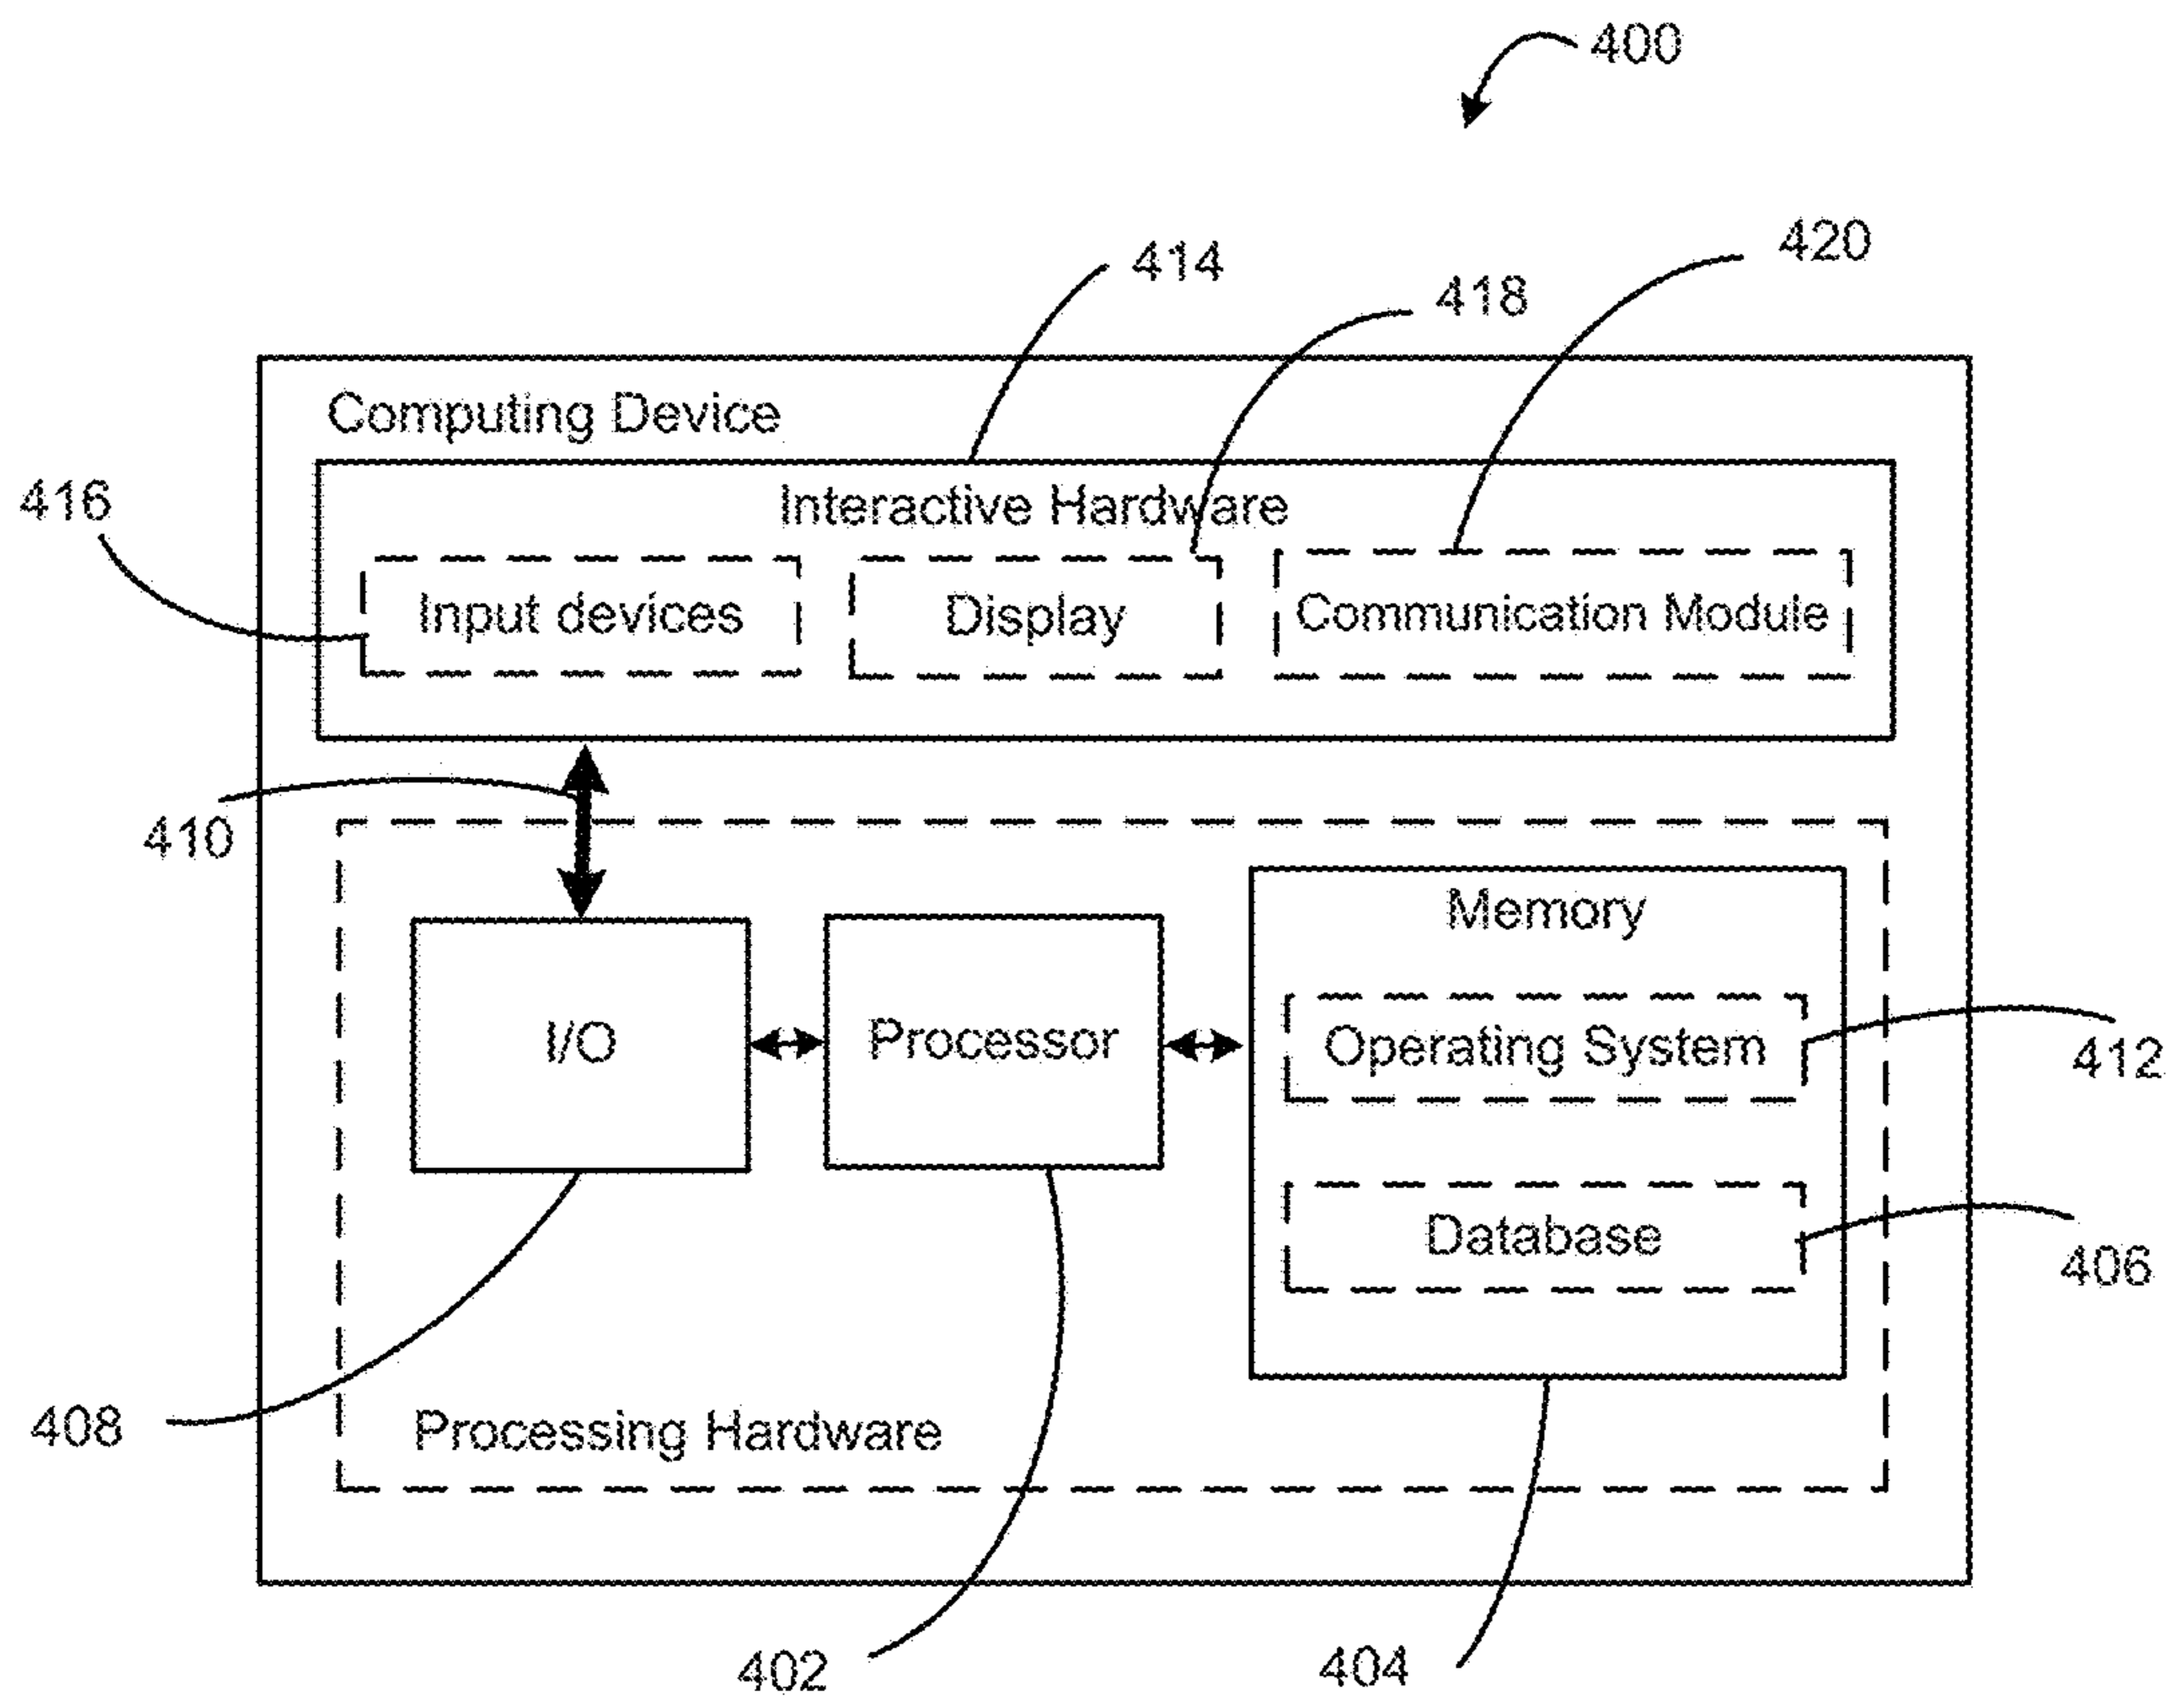 400
420
414
418
Computing Device
416
Interactive Hardware
Input devices
Display
Communication Module
410
Memory
I/O
Processor
Operating System
412
Database
406
408
Processing Hardware
402
404